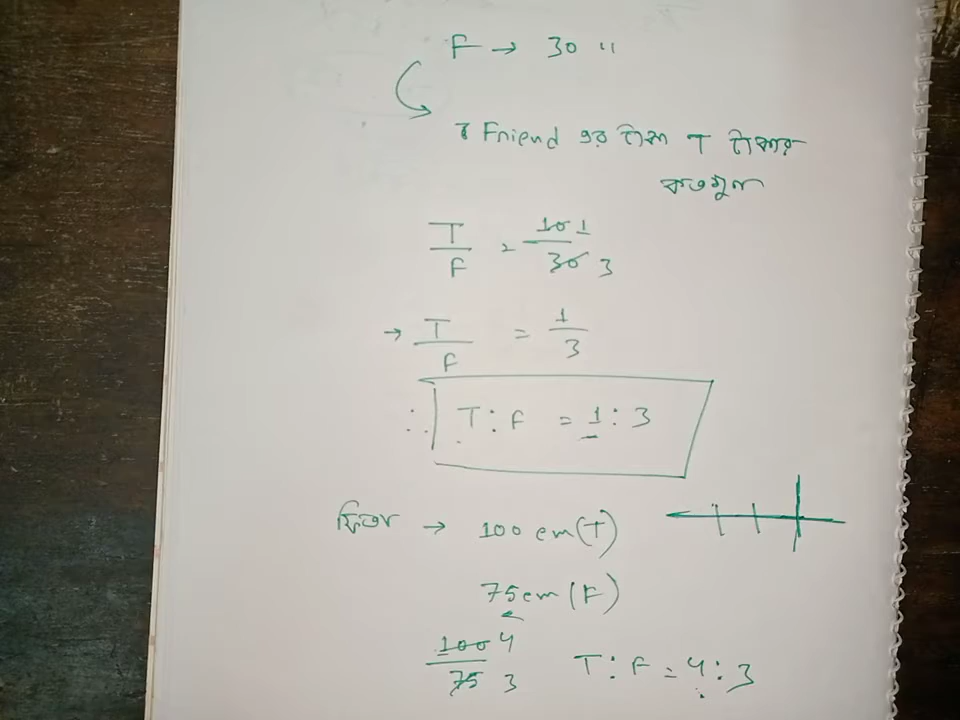 F → 30 "
Friend এর টাকা T টাকার
কতগুন
T/F = 10 1/30 3
→ T/F = 1/3
∴ T : F = 1 : 3
ফিতা → 100 cm (T)
75 cm (F)
100 4/75 3 T : F = 4 : 3